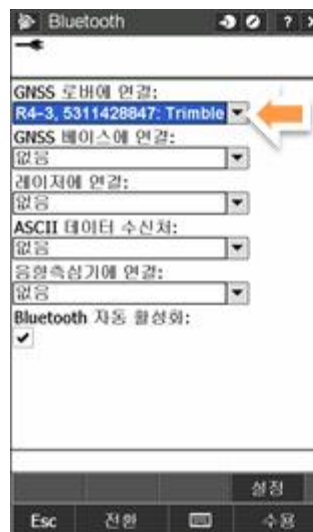 Bluetooth
GNSS 로버에 연결:
R4-3, 5311428847: Trimble
GNSS 베이스에 연결:
없음
레이저에 연결:
없음
ASCII 데이터 수신처:
없음
음향측심기에 연결:
없음
Bluetooth 자동 활성화:
설정
Esc 전환 수용